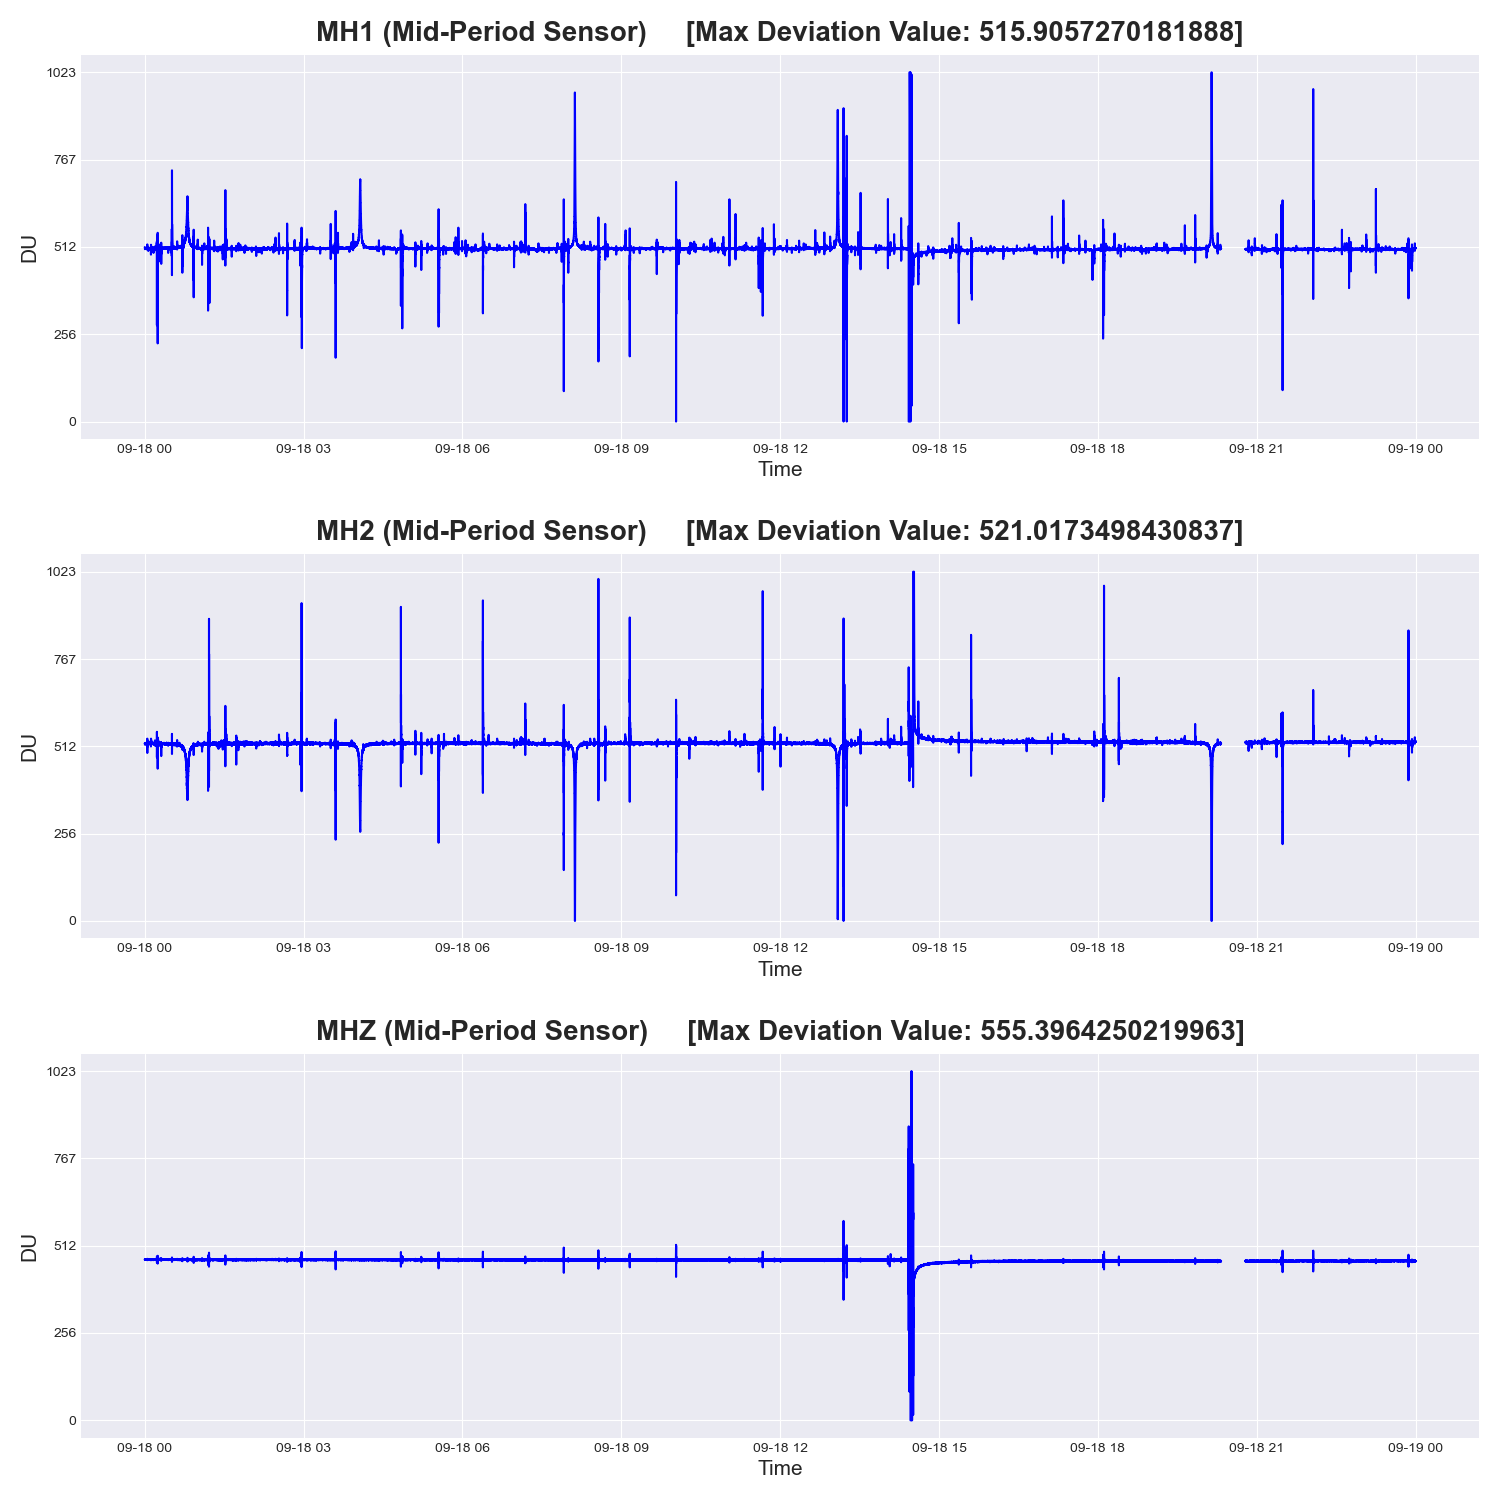 MH1 (Mid-Period Sensor) [Max Deviation Value: 515.9057270181888]
1023
767
512
256
0
DU
09-18 00 09-18 03 09-18 06 09-18 09 09-18 12 09-18 15 09-18 18 09-18 21 09-19 00
Time
MH2 (Mid-Period Sensor) [Max Deviation Value: 521.0173498430837]
1023
767
512
256
0
DU
09-18 00 09-18 03 09-18 06 09-18 09 09-18 12 09-18 15 09-18 18 09-18 21 09-19 00
Time
MHZ (Mid-Period Sensor) [Max Deviation Value: 555.3964250219963]
1023
767
512
256
0
DU
09-18 00 09-18 03 09-18 06 09-18 09 09-18 12 09-18 15 09-18 18 09-18 21 09-19 00
Time